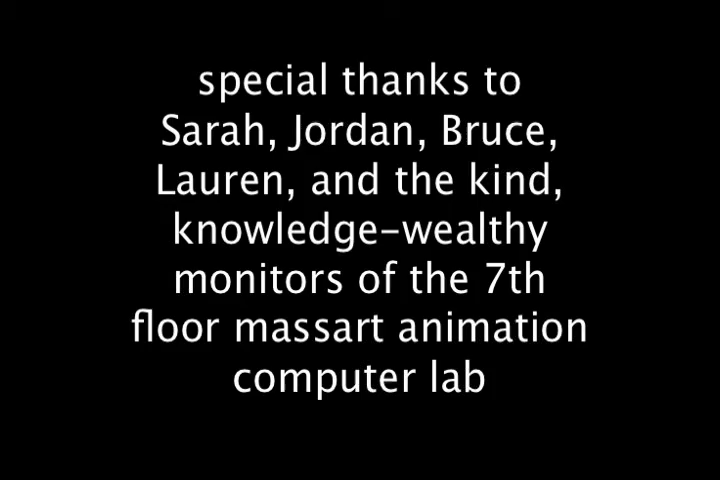 special thanks to
Sarah, Jordan, Bruce,
Lauren, and the kind,
knowledge-wealthy
monitors of the 7th
floor massart animation
computer lab